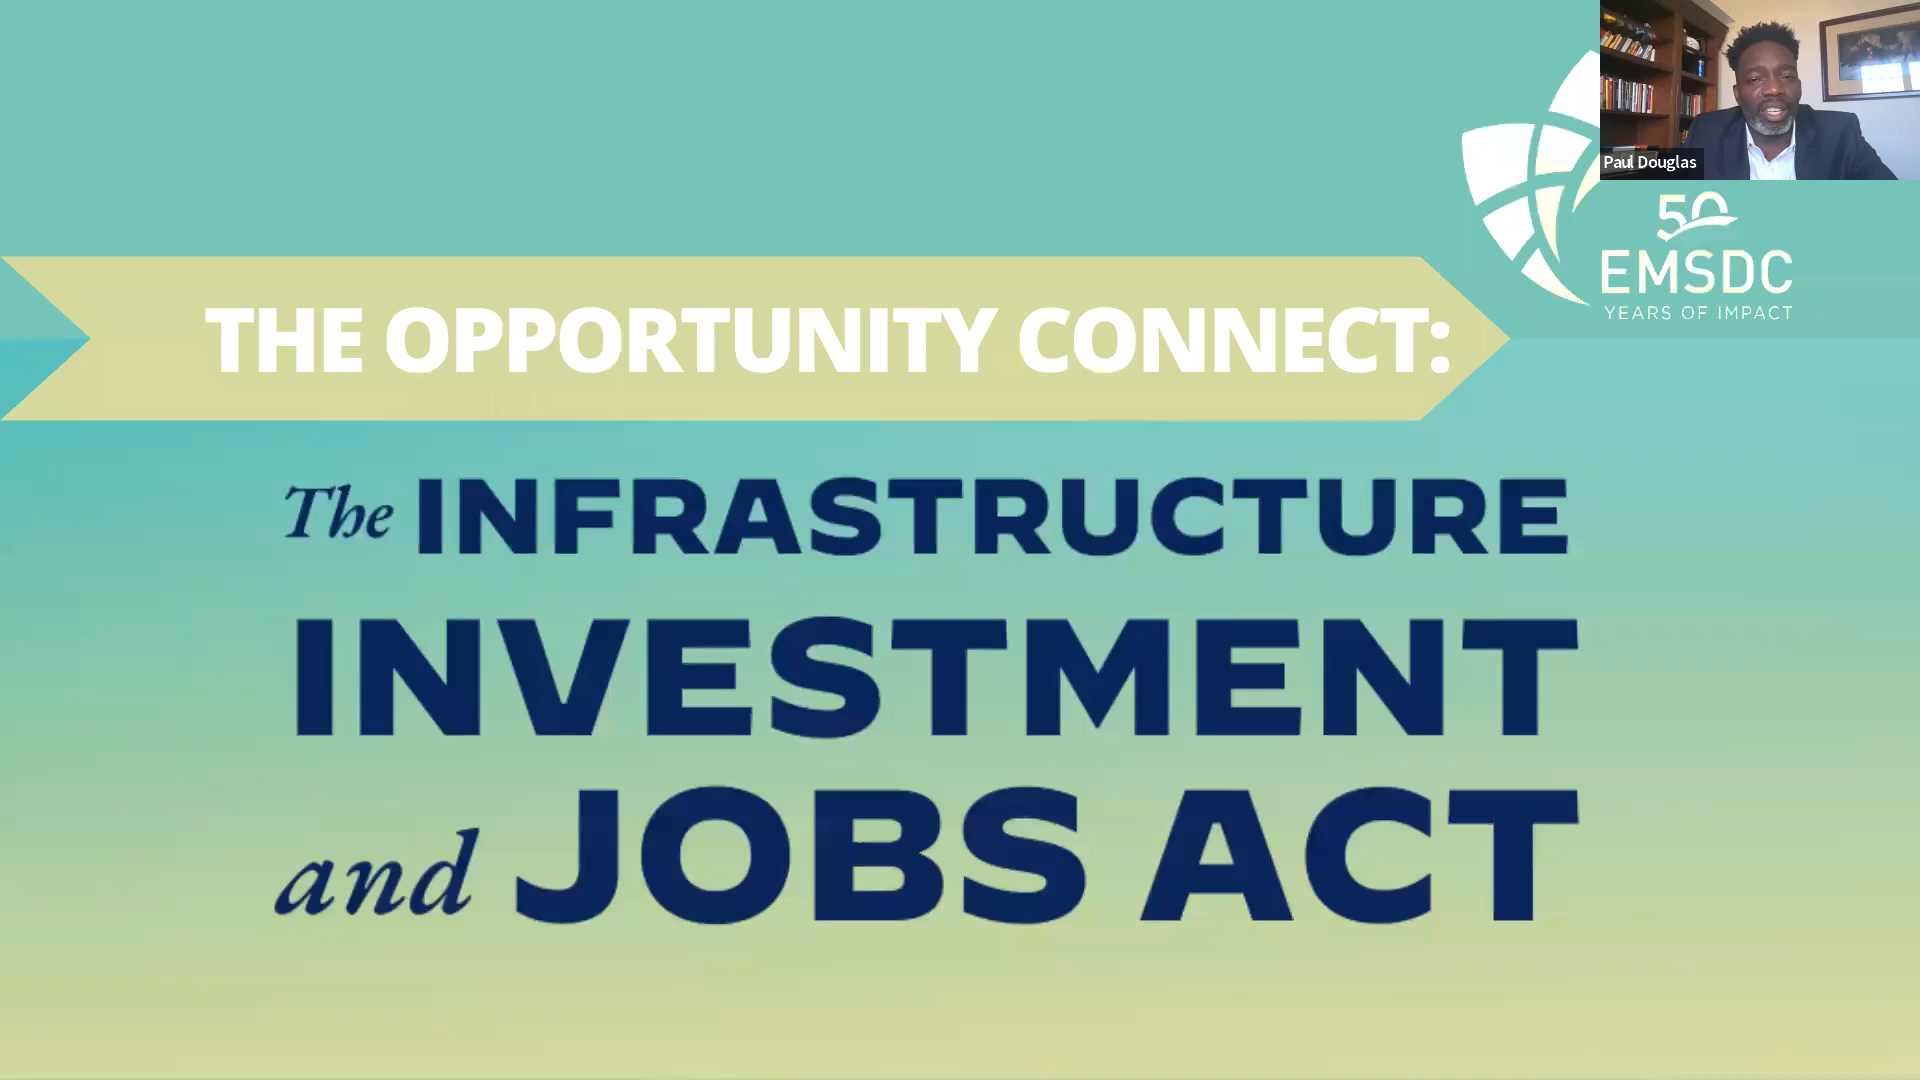 Paul Douglas
50
EMSDC
YEARS OF IMPACT
THE OPPORTUNITY CONNECT:
The INFRASTRUCTURE
INVESTMENT
and JOBS ACT